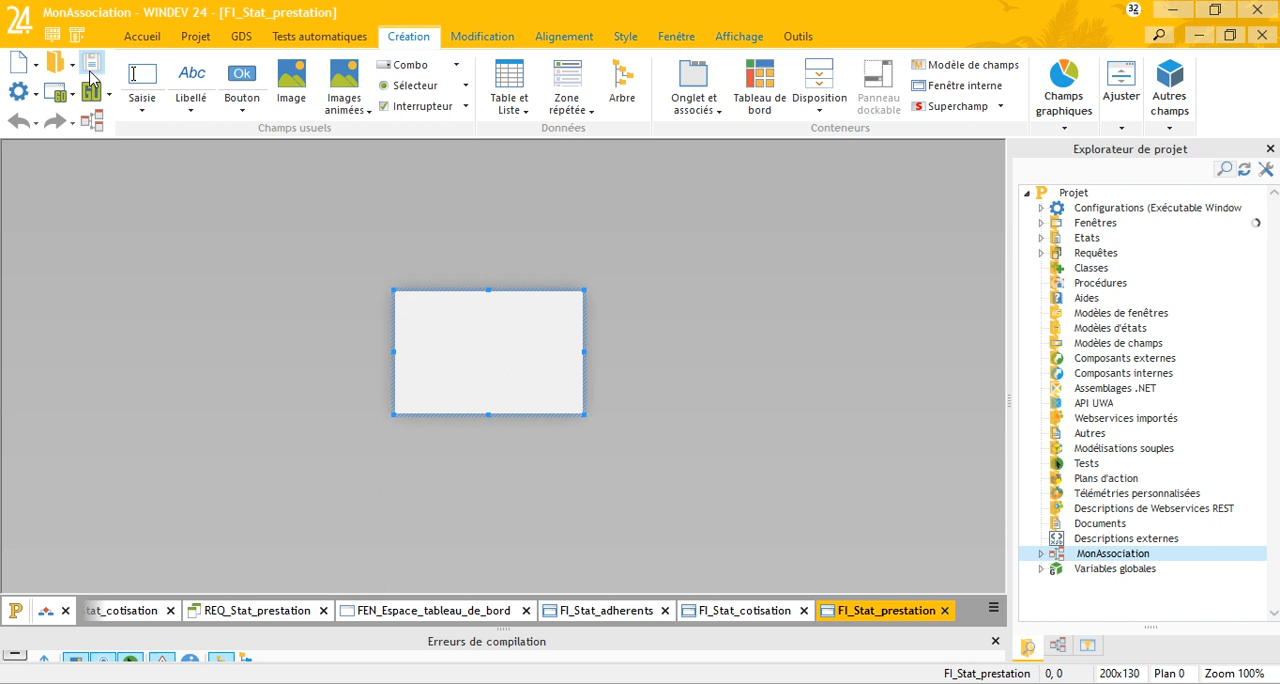 24
MonAssociation - WINDEV 24 - [FI_Stat_prestation]
32
Accueil Projet GDS Tests automatiques Création Modification Alignement Style Fenêtre Affichage Outils
GO
GO
Saisie
Abc
Libellé
Ok
Bouton
Image
Images animées
Combo
Sélecteur
Interrupteur
Champs usuels
Table et Liste
Zone répétée
Arbre
Données
Onglet et associés
Tableau de bord
Disposition
Panneau dockable
Modèle de champs
Fenêtre interne
S Superchamp
Conteneurs
Champs graphiques
Ajuster
Autres champs
Explorateur de projet
P Projet
Configurations (Exécutable Window
Fenêtres
Etats
Requêtes
Classes
Procédures
Aides
Modèles de fenêtres
Modèles d'états
Modèles de champs
Composants externes
Composants internes
Assemblages .NET
API UWA
Webservices importés
Autres
Modélisations souples
Tests
Plans d'action
Télémétries personnalisées
Descriptions de Webservices REST
Documents
Descriptions externes
MonAssociation
Variables globales
P tat_cotisation REQ_Stat_prestation FEN_Espace_tableau_de_bord FI_Stat_adherents FI_Stat_cotisation FI_Stat_prestation
Erreurs de compilation
FI_Stat_prestation 0, 0 200x130 Plan 0 Zoom 100%